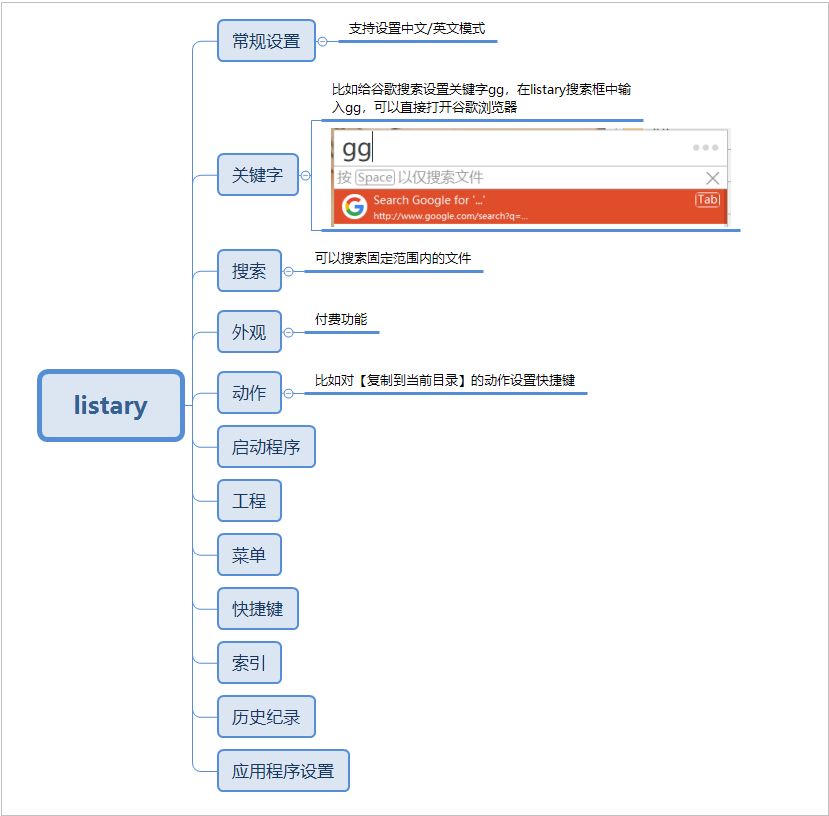 listary
常规设置
支持设置中文/英文模式
关键字
比如给谷歌搜索设置关键字gg，在listary搜索框中输
入gg，可以直接打开谷歌浏览器
gg
按 Space 以仅搜索文件
Search Google for '...'
Tab
http://www.google.com/search?q=...
搜索
可以搜索固定范围内的文件
外观
付费功能
动作
比如对【复制到当前目录】的动作设置快捷键
启动程序
工程
菜单
快捷键
索引
历史纪录
应用程序设置